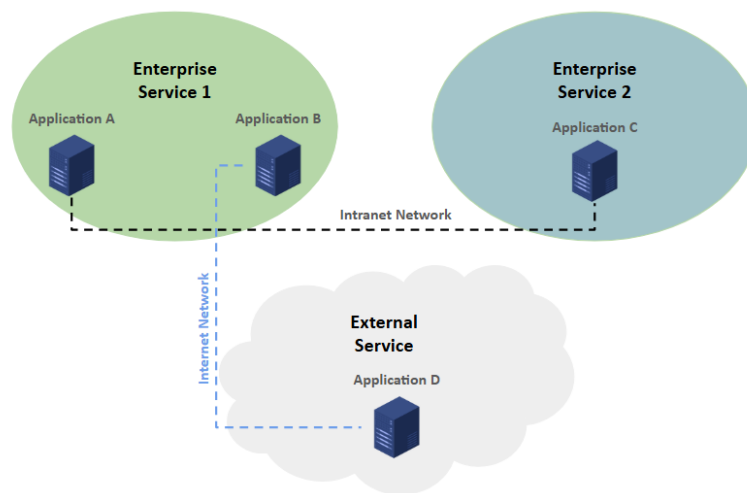 Enterprise
Service 1
Enterprise
Service 2
Application A
Application B
Application C
Intranet Network
Internet Network
External
Service
Application D